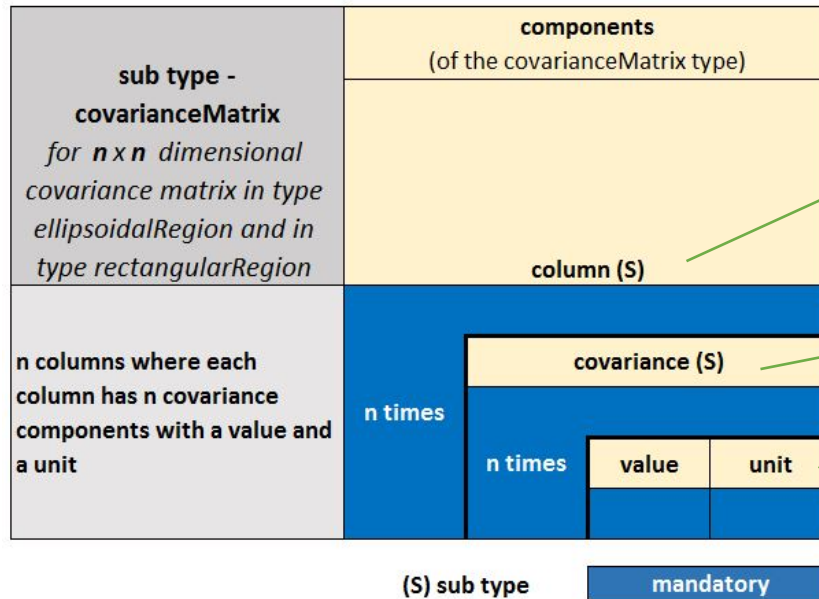 sub type -
covarianceMatrix
for n x n dimensional
covariance matrix in type
ellipsoidalRegion and in
type rectangularRegion
components
(of the covarianceMatrix type)
column (S)
n columns where each
column has n covariance
components with a value and
a unit
n times
covariance (S)
n times
value
unit
(S) sub type
mandatory